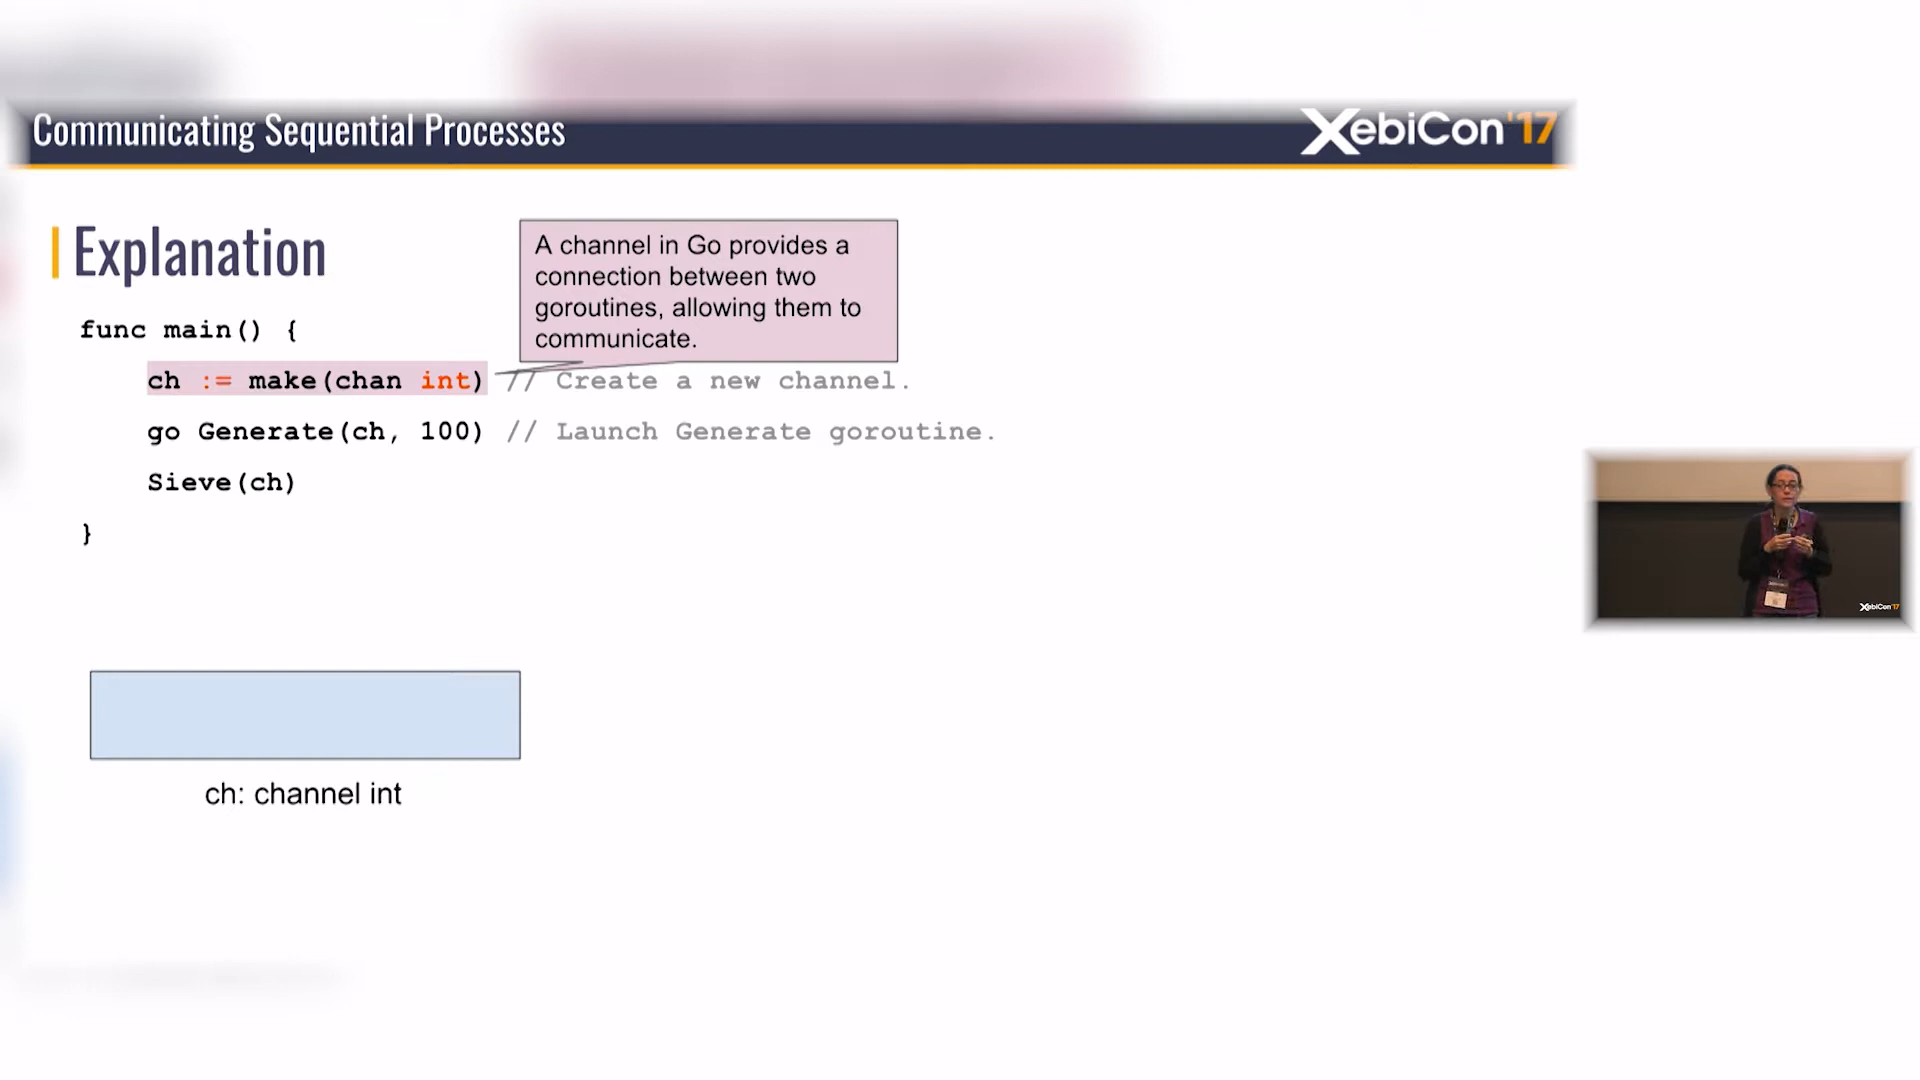 Communicating Sequential Processes
XebiCon'17
Explanation
A channel in Go provides a
connection between two
goroutines, allowing them to
communicate.
func main() {
ch := make(chan int) // Create a new channel.
go Generate(ch, 100) // Launch Generate goroutine.
Sieve(ch)
}
XebiCon'17
ch: channel int